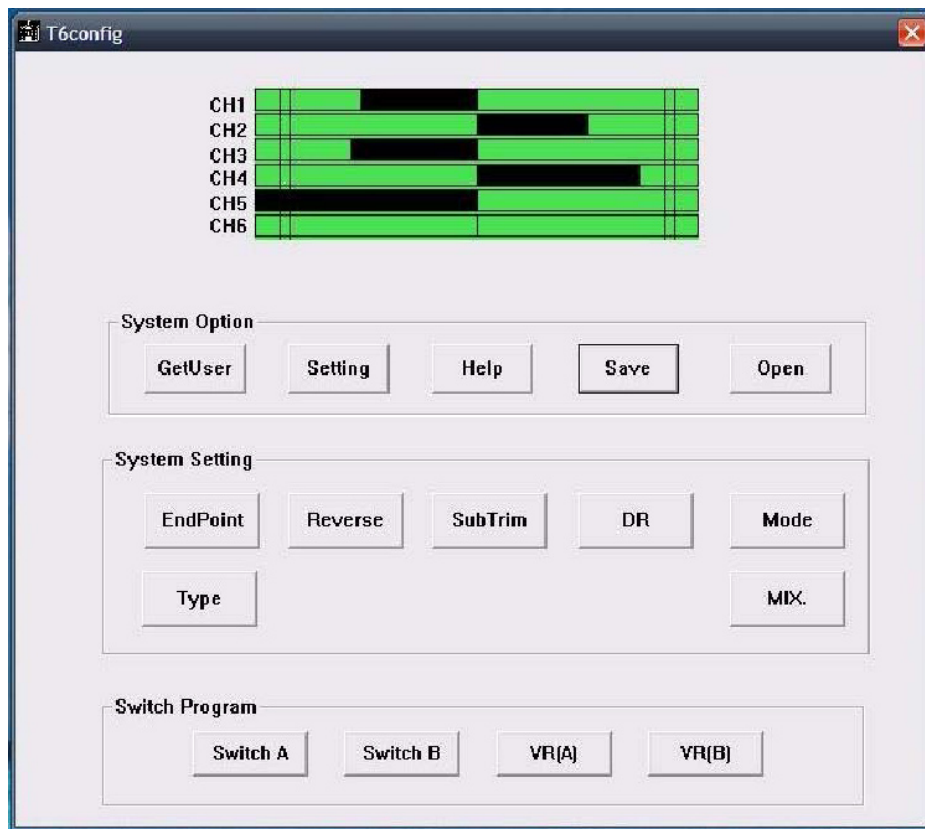 T6config
CH1
CH2
CH3
CH4
CH5
CH6
System Option
GetUser Setting Help Save Open
System Setting
EndPoint Reverse SubTrim DR Mode
Type MIX.
Switch Program
Switch A Switch B VR(A) VR(B)